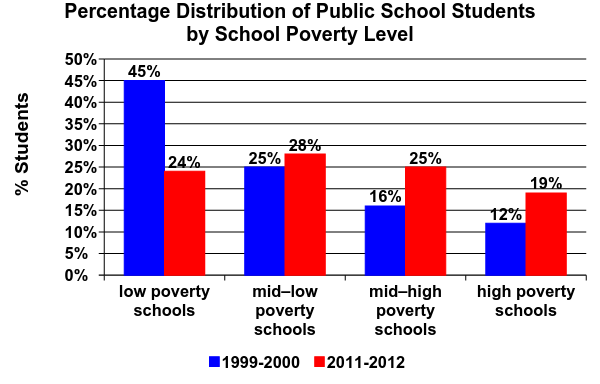 Percentage Distribution of Public School Students
by School Poverty Level
% Students
50%
45%
40%
35%
30%
25%
20%
15%
10%
5%
0%
45%
24%
25%
28%
16%
25%
12%
19%
low poverty
schools
mid–low
poverty
schools
mid–high
poverty
schools
high poverty
schools
1999-2000
2011-2012